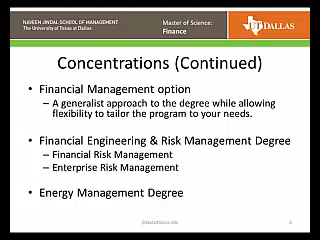 NAVEEN JINDAL SCHOOL OF MANAGEMENT
The University of Texas at Dallas
Master of Science:
Finance
UT DALLAS
Concentrations (Continued)
• Financial Management option
– A generalist approach to the degree while allowing
flexibility to tailor the program to your needs.
• Financial Engineering & Risk Management Degree
– Financial Risk Management
– Enterprise Risk Management
• Energy Management Degree
jindal.utdallas.edu